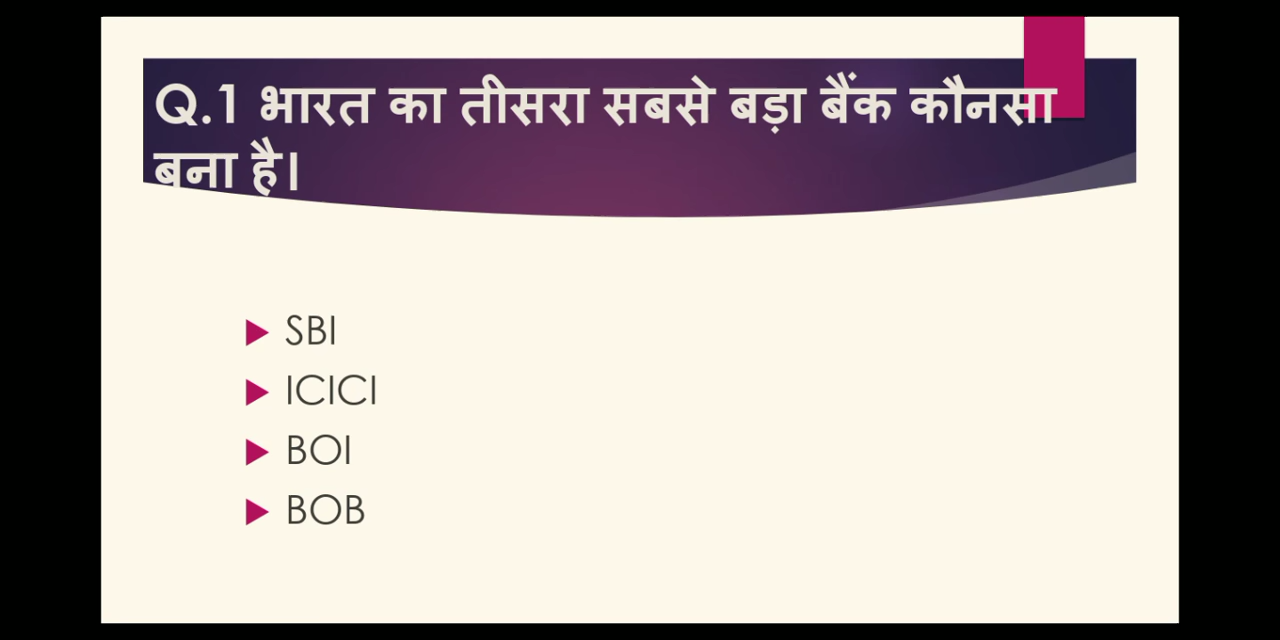 Q.1 भारत का तीसरा सबसे बड़ा बैंक कौनसा
बना है।
SBI
ICICI
BOI
BOB